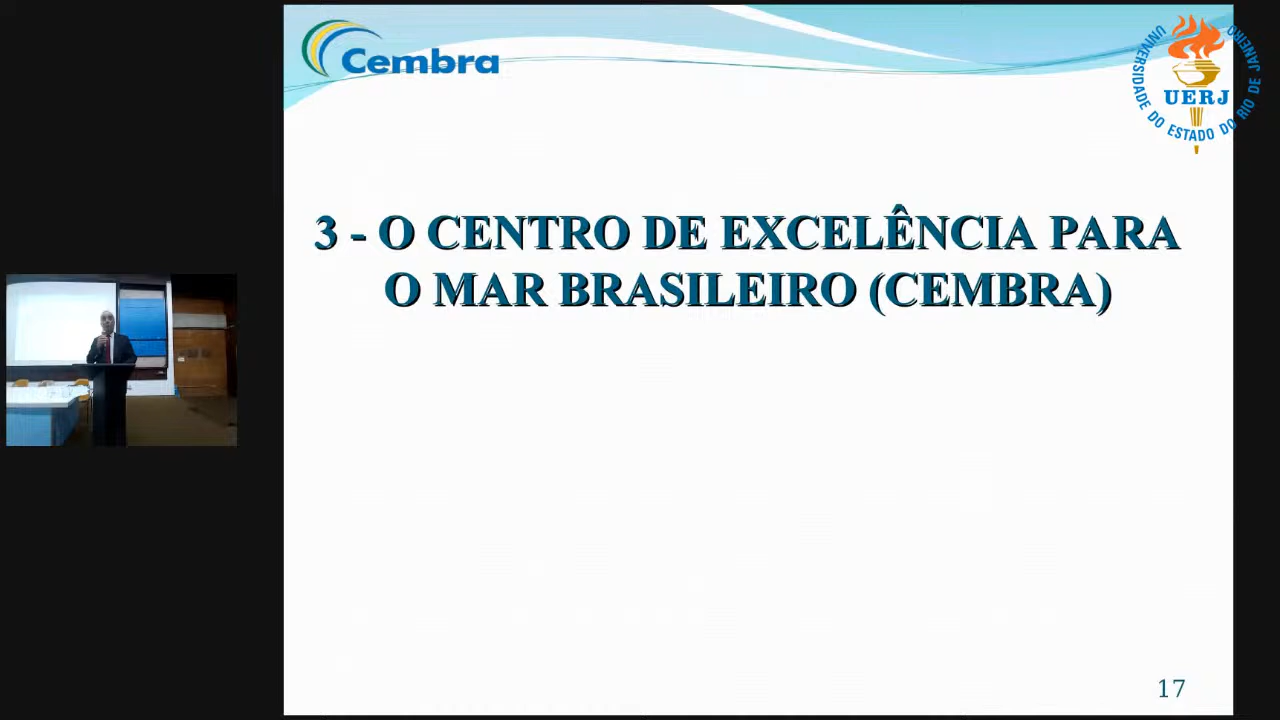 Cembra
UNIVERSIDADE DO ESTADO DO RIO DE JANEIRO
UERJ
3 - O CENTRO DE EXCELÊNCIA PARA
O MAR BRASILEIRO (CEMBRA)
17